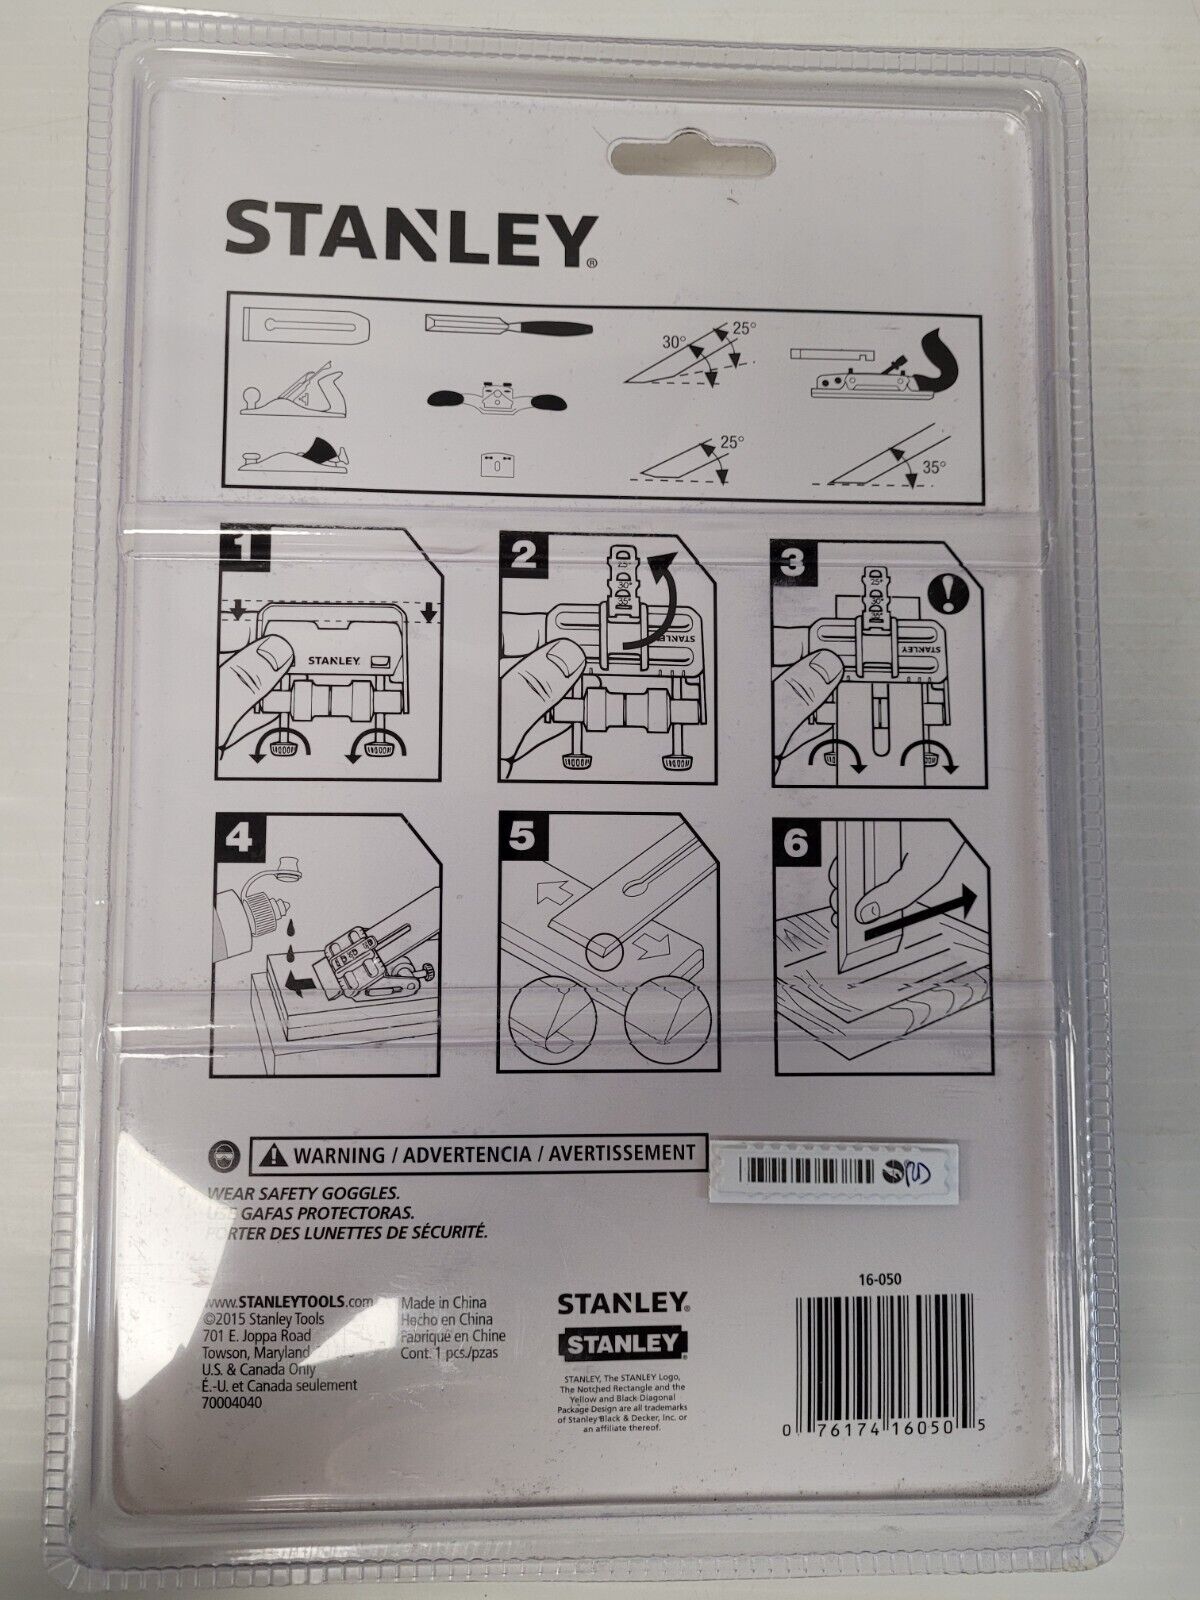 STANLEY®
30° 25°
25°
35°
1
STANLEY
2
25°
30°
35°
STANLEY
3
25°
30°
35°
STANLEY
4
5
6
WARNING / ADVERTENCIA / AVERTISSEMENT
WEAR SAFETY GOGGLES.
USE GAFAS PROTECTORAS.
PORTER DES LUNETTES DE SÉCURITÉ.
www.STANLEYTOOLS.com
©2015 Stanley Tools
701 E. Joppa Road
Towson, Maryland
U.S. & Canada Only
É.-U. et Canada seulement
70004040
Made in China
Hecho en China
Fabriqué en Chine
Cont. 1 pcs./pzas
STANLEY®
STANLEY®
STANLEY, The STANLEY Logo,
The Notched Rectangle and the
Yellow and Black Diagonal
Package Design are all trademarks
of Stanley Black & Decker, Inc. or
an affiliate thereof.
16-050
0 76174 16050 5